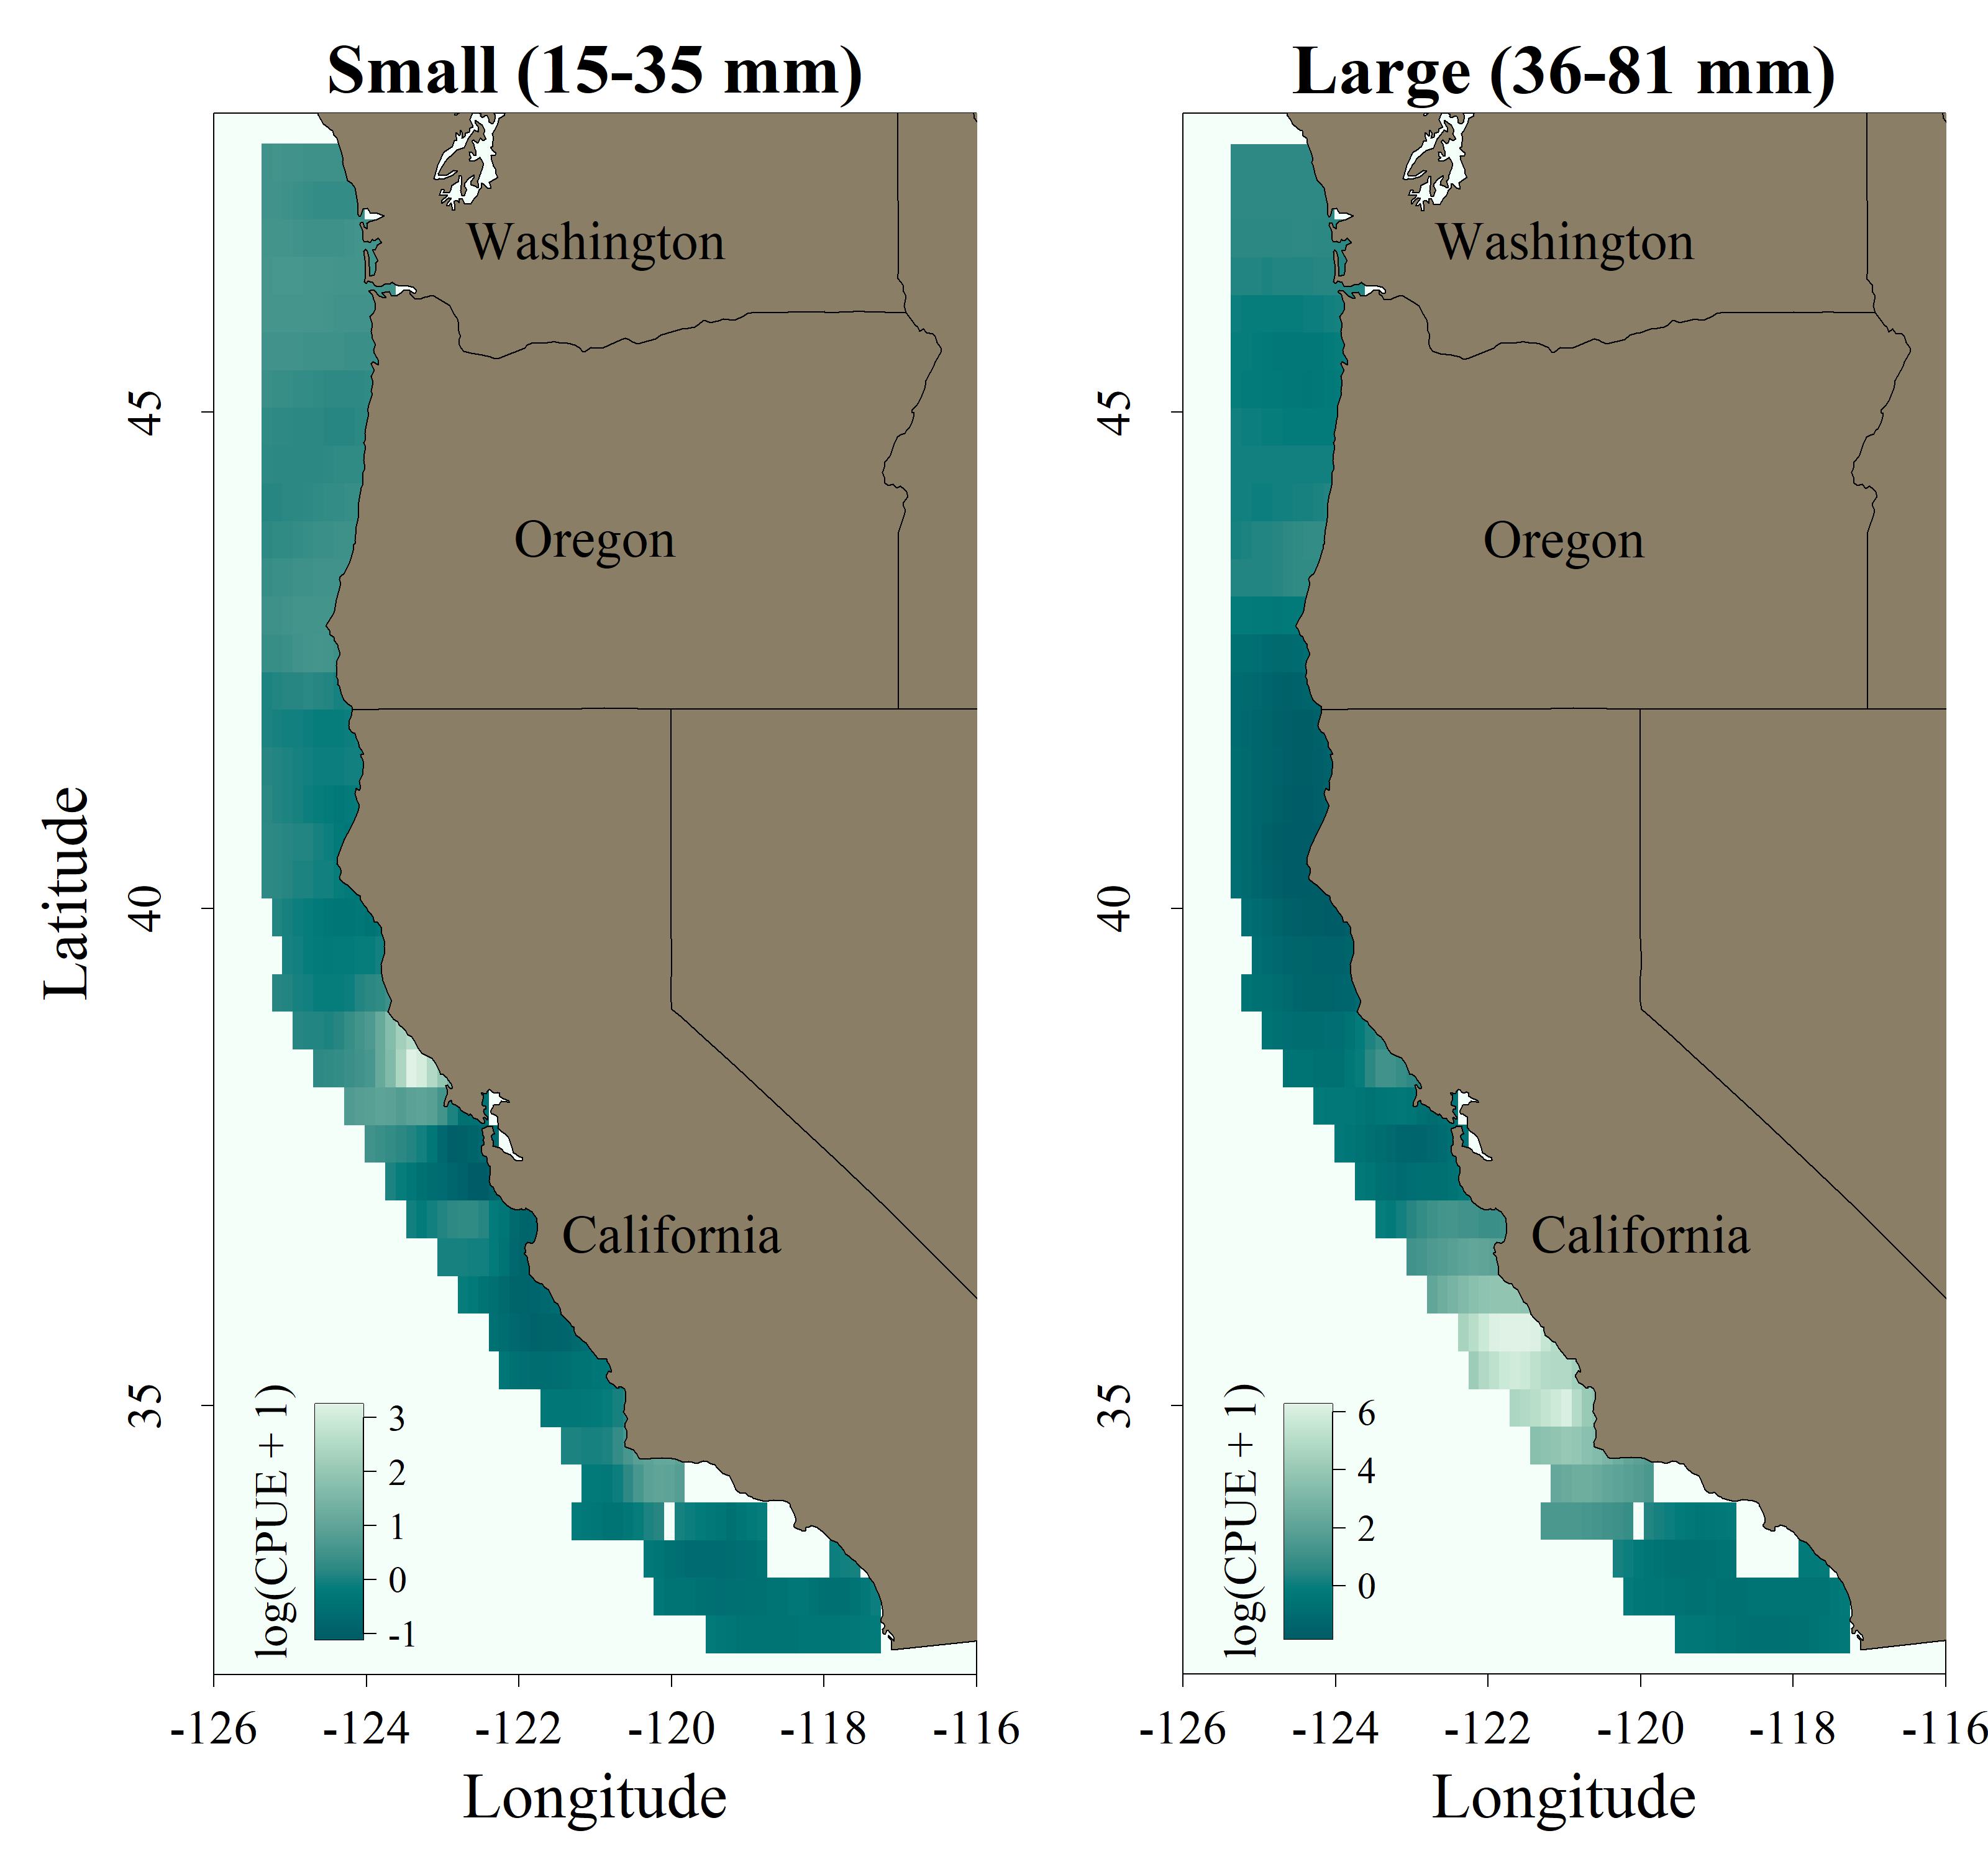 Small (15-35 mm)
Washington
Oregon
California
45
40
35
Latitude
log(CPUE + 1)
3
2
1
0
-1
-126 -124 -122 -120 -118 -116
Longitude
Large (36-81 mm)
Washington
Oregon
California
45
40
35
log(CPUE + 1)
6
4
2
0
-126 -124 -122 -120 -118 -116
Longitude